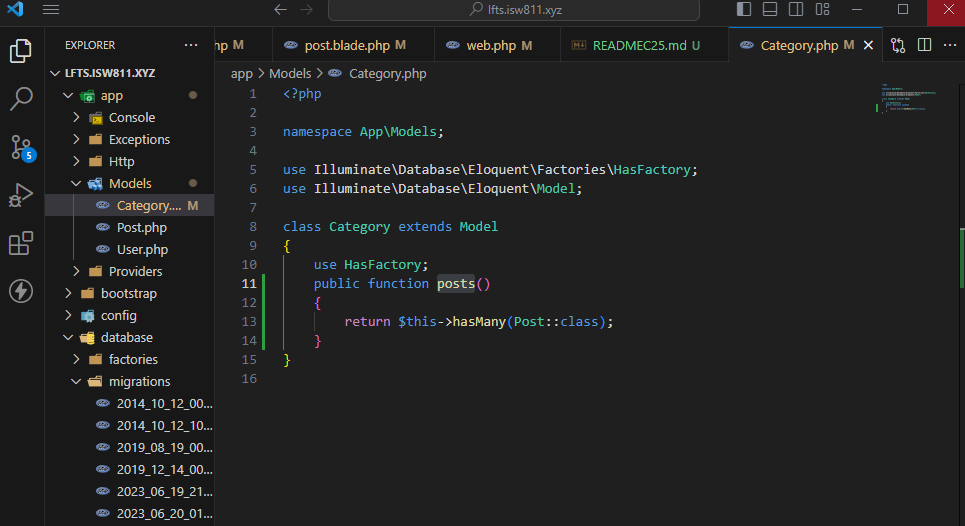 lfts.isw811.xyz
EXPLORER
hp M
post.blade.php M
web.php M
README​C25.md U
Category.php M
LFTS.ISW811.XYZ
app > Models > Category.php
app
Console
Exceptions
Http
Models
Category.... M
Post.php
User.php
Providers
bootstrap
config
database
factories
migrations
2014_10_12_00...
2014_10_12_10...
2019_08_19_00...
2019_12_14_00...
2023_06_19_21...
2023_06_20_01...
5
1 <?php
2
3 namespace App\Models;
4
5 use Illuminate\Database\Eloquent\Factories\HasFactory;
6 use Illuminate\Database\Eloquent\Model;
7
8 class Category extends Model
9 {
10 use HasFactory;
11 public function posts()
12 {
13 return $this->hasMany(Post::class);
14 }
15 }
16